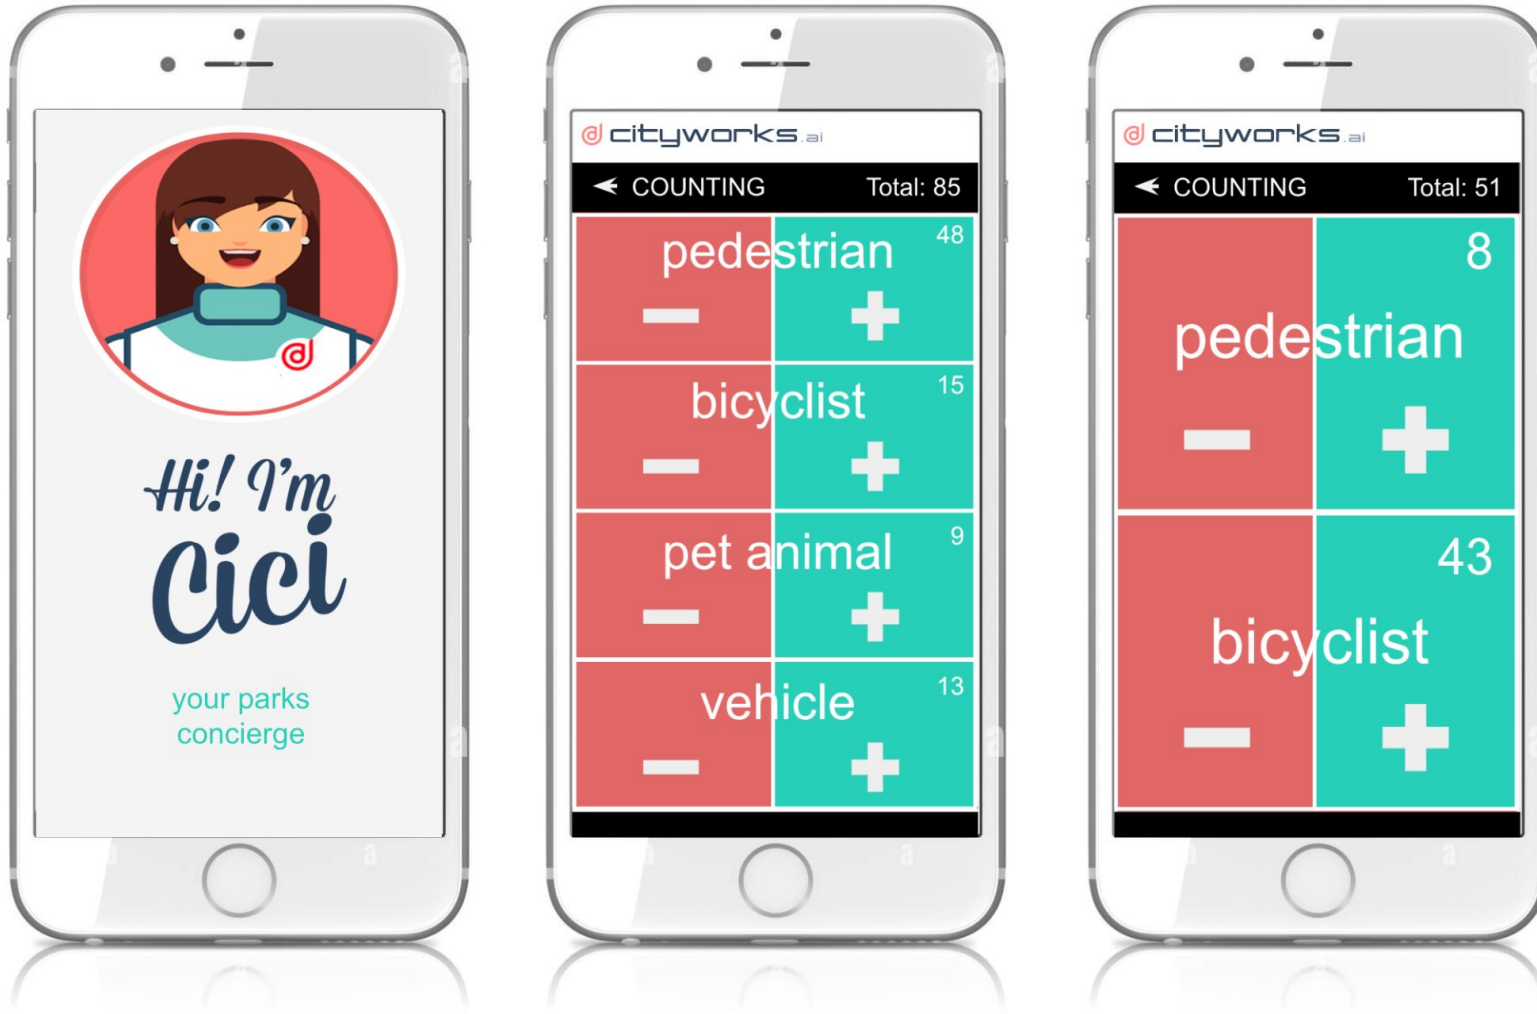 Hi! I'm
Cici
your parks
concierge
cityworks.ai
COUNTING Total: 85
pedestrian 48
bicyclist 15
pet animal 9
vehicle 13
cityworks.ai
COUNTING Total: 51
8
pedestrian
43
bicyclist